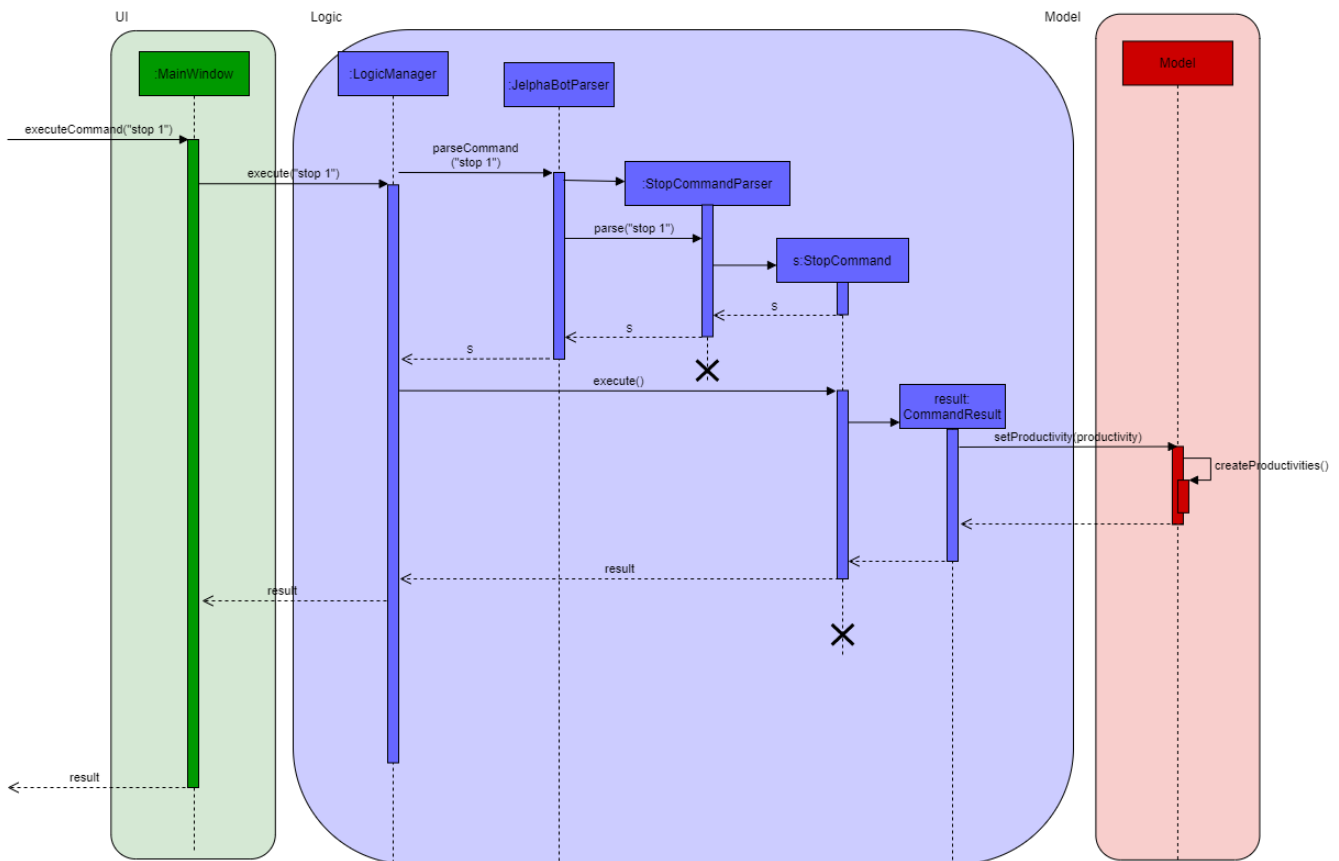 UI
Logic
Model
:MainWindow
:LogicManager
:JelphaBotParser
Model
executeCommand("stop 1")
execute("stop 1")
parseCommand
("stop 1")
:StopCommandParser
parse("stop 1")
s:StopCommand
s
s
s
execute()
result:
CommandResult
setProductivity(productivity)
createProductivities()
result
result
result